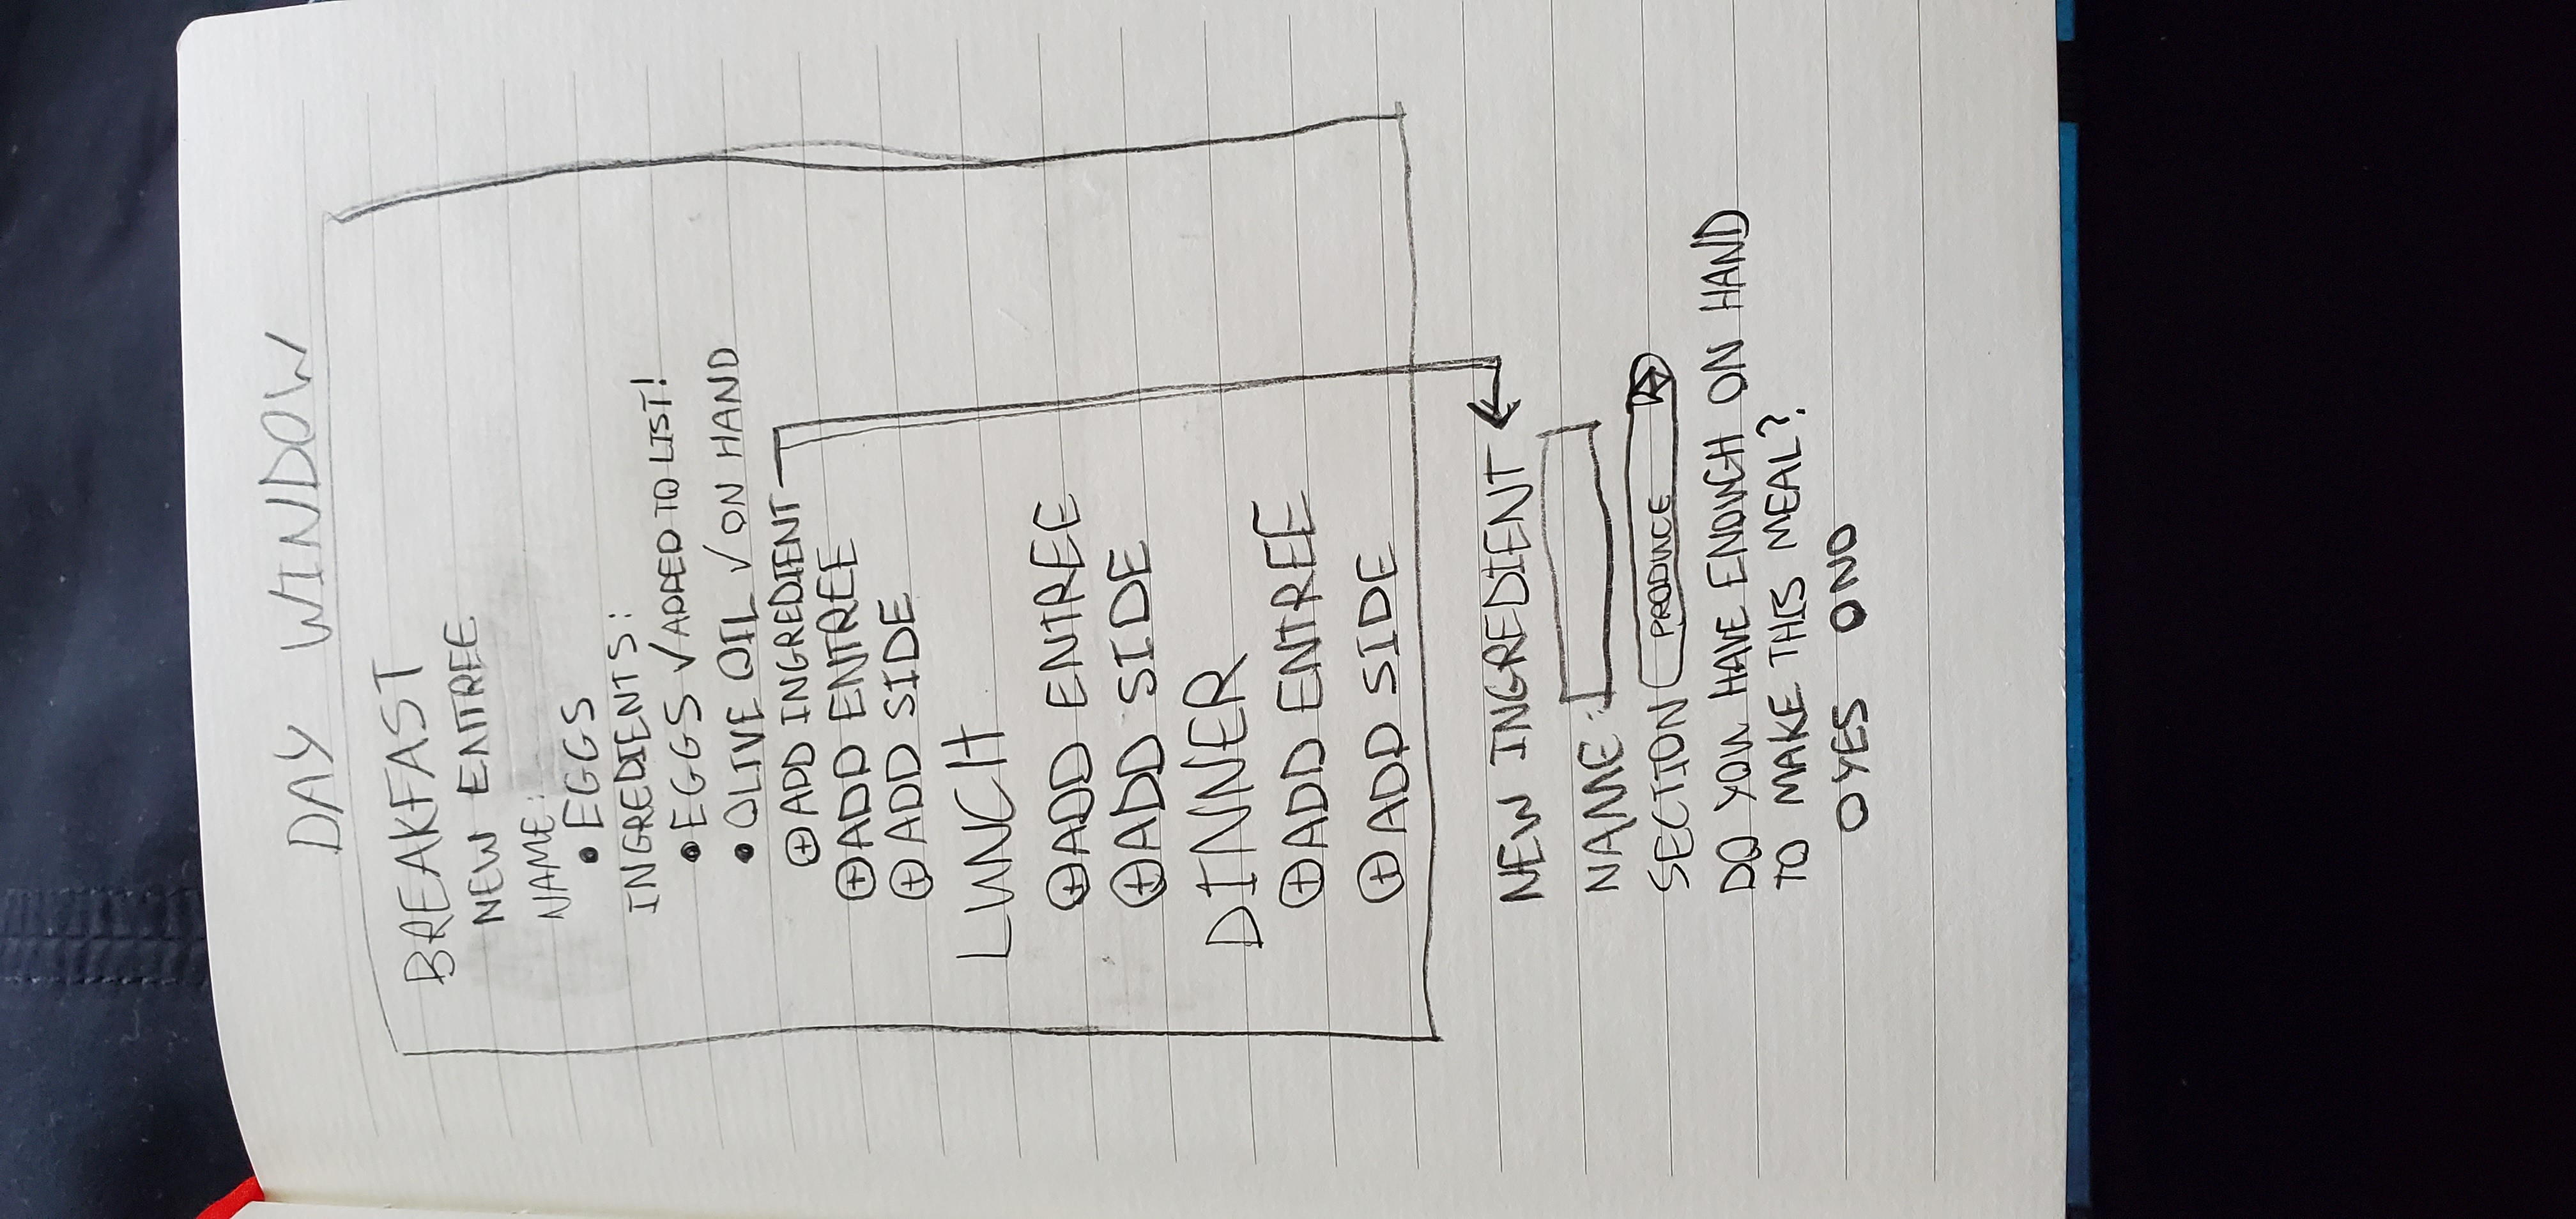 DAY WINDOW
BREAKFAST
NEW ENTREE
NAME:
• EGGS
INGREDIENTS:
• EGGS ✓ ADDED TO LIST!
• OLIVE OIL ✓ ON HAND
⊕ ADD INGREDIENT
⊕ ADD ENTREE
⊕ ADD SIDE
LUNCH
⊕ ADD ENTREE
⊕ ADD SIDE
DINNER
⊕ ADD ENTREE
⊕ ADD SIDE
NEW INGREDIENT
NAME:
SECTION PRODUCE
DO YOU HAVE ENOUGH ON HAND
TO MAKE THIS MEAL?
O YES O NO